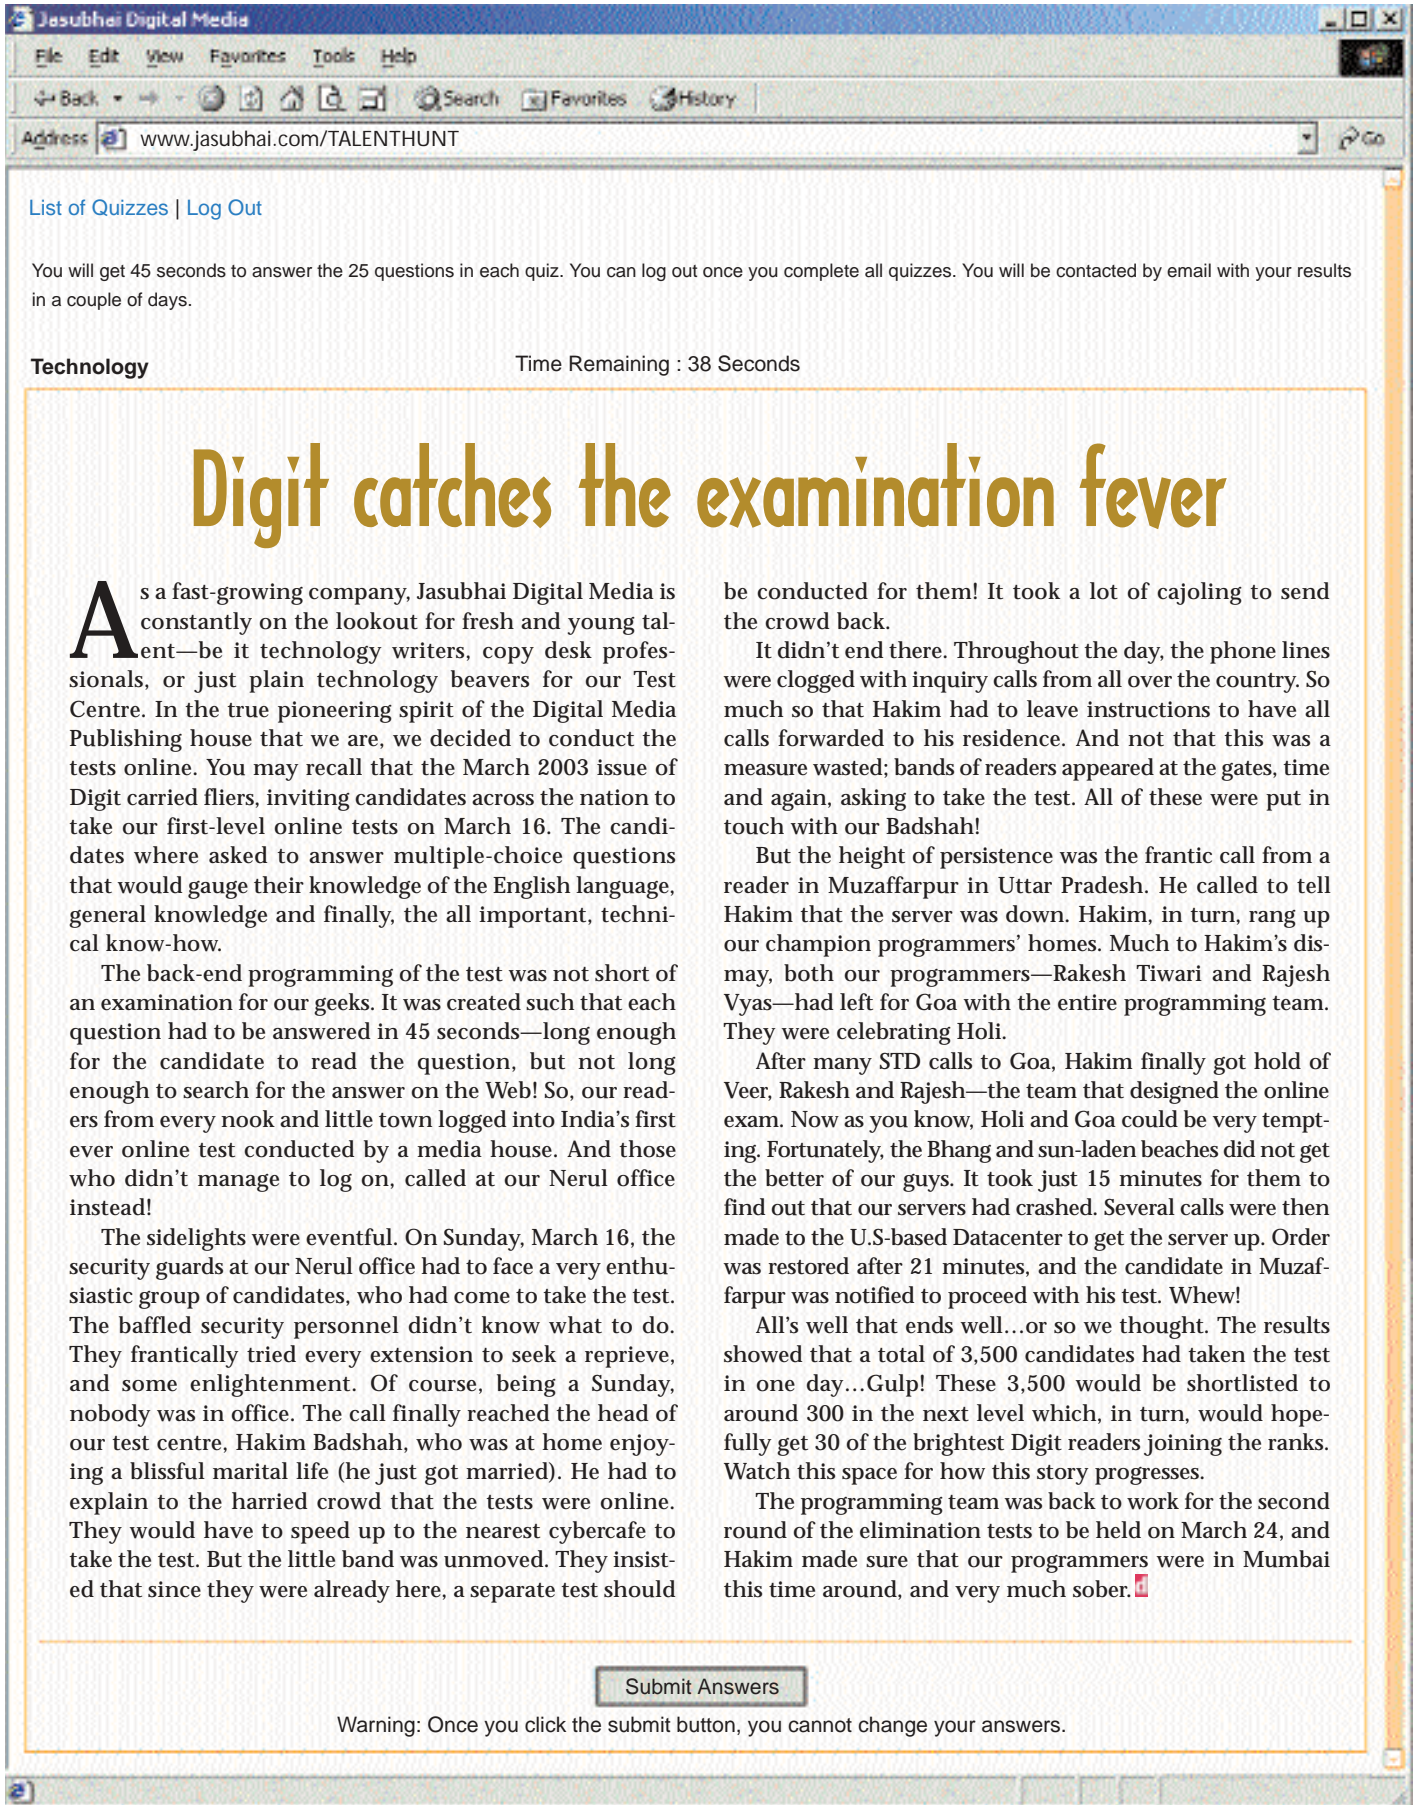 Jasubhai Digital Media
File Edit View Favorites Tools Help
Back Search Favorites History
Address www.jasubhai.com/TALENTHUNT Go
List of Quizzes | Log Out
You will get 45 seconds to answer the 25 questions in each quiz. You can log out once you complete all quizzes. You will be contacted by email with your results
in a couple of days.
Technology Time Remaining : 38 Seconds
Digit catches the examination fever
As a fast-growing company, Jasubhai Digital Media is
constantly on the lookout for fresh and young tal-
ent—be it technology writers, copy desk profes-
sionals, or just plain technology beavers for our Test
Centre. In the true pioneering spirit of the Digital Media
Publishing house that we are, we decided to conduct the
tests online. You may recall that the March 2003 issue of
Digit carried fliers, inviting candidates across the nation to
take our first-level online tests on March 16. The candi-
dates where asked to answer multiple-choice questions
that would gauge their knowledge of the English language,
general knowledge and finally, the all important, techni-
cal know-how.
The back-end programming of the test was not short of
an examination for our geeks. It was created such that each
question had to be answered in 45 seconds—long enough
for the candidate to read the question, but not long
enough to search for the answer on the Web! So, our read-
ers from every nook and little town logged into India's first
ever online test conducted by a media house. And those
who didn't manage to log on, called at our Nerul office
instead!
The sidelights were eventful. On Sunday, March 16, the
security guards at our Nerul office had to face a very enthu-
siastic group of candidates, who had come to take the test.
The baffled security personnel didn't know what to do.
They frantically tried every extension to seek a reprieve,
and some enlightenment. Of course, being a Sunday,
nobody was in office. The call finally reached the head of
our test centre, Hakim Badshah, who was at home enjoy-
ing a blissful marital life (he just got married). He had to
explain to the harried crowd that the tests were online.
They would have to speed up to the nearest cybercafe to
take the test. But the little band was unmoved. They insist-
ed that since they were already here, a separate test should
be conducted for them! It took a lot of cajoling to send
the crowd back.
It didn't end there. Throughout the day, the phone lines
were clogged with inquiry calls from all over the country. So
much so that Hakim had to leave instructions to have all
calls forwarded to his residence. And not that this was a
measure wasted; bands of readers appeared at the gates, time
and again, asking to take the test. All of these were put in
touch with our Badshah!
But the height of persistence was the frantic call from a
reader in Muzaffarpur in Uttar Pradesh. He called to tell
Hakim that the server was down. Hakim, in turn, rang up
our champion programmers' homes. Much to Hakim's dis-
may, both our programmers—Rakesh Tiwari and Rajesh
Vyas—had left for Goa with the entire programming team.
They were celebrating Holi.
After many STD calls to Goa, Hakim finally got hold of
Veer, Rakesh and Rajesh—the team that designed the online
exam. Now as you know, Holi and Goa could be very tempt-
ing. Fortunately, the Bhang and sun-laden beaches did not get
the better of our guys. It took just 15 minutes for them to
find out that our servers had crashed. Several calls were then
made to the U.S-based Datacenter to get the server up. Order
was restored after 21 minutes, and the candidate in Muzaf-
farpur was notified to proceed with his test. Whew!
All's well that ends well…or so we thought. The results
showed that a total of 3,500 candidates had taken the test
in one day…Gulp! These 3,500 would be shortlisted to
around 300 in the next level which, in turn, would hope-
fully get 30 of the brightest Digit readers joining the ranks.
Watch this space for how this story progresses.
The programming team was back to work for the second
round of the elimination tests to be held on March 24, and
Hakim made sure that our programmers were in Mumbai
this time around, and very much sober. d
Submit Answers
Warning: Once you click the submit button, you cannot change your answers.